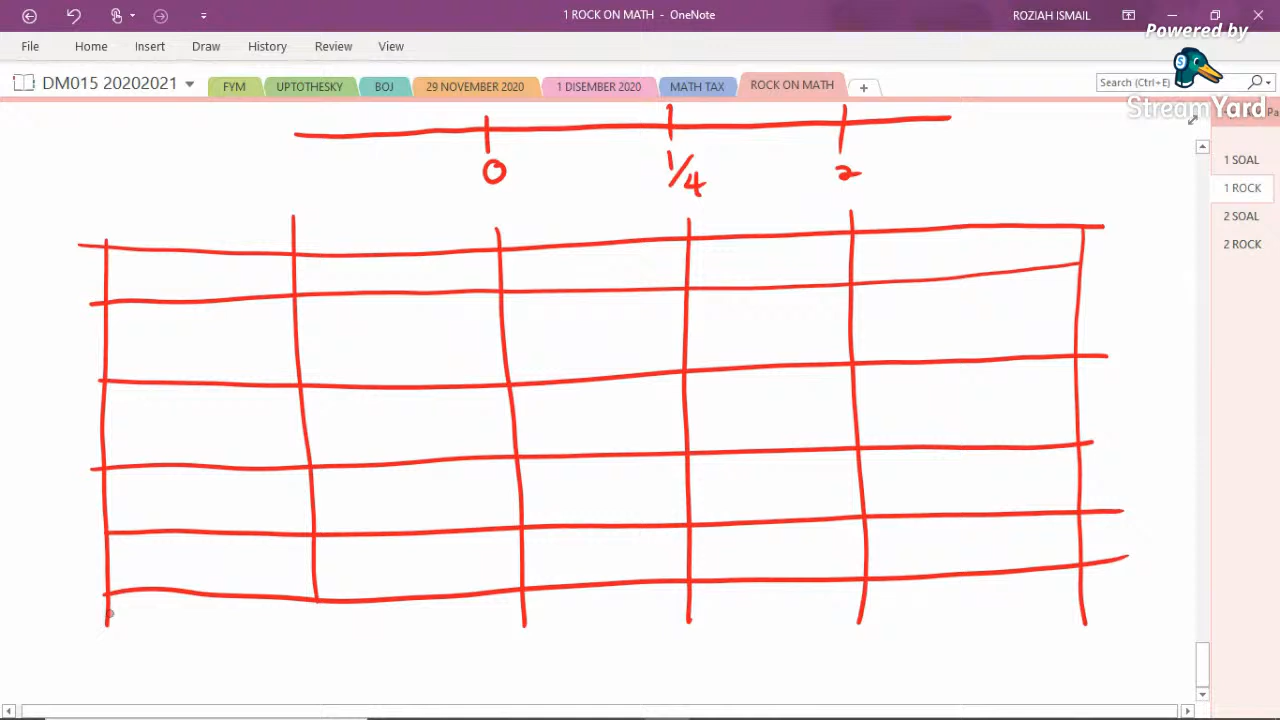 1 ROCK ON MATH - OneNote
ROZIAH ISMAIL
Powered by
File Home Insert Draw History Review View
DM015 20202021
FYM UPTOTHESKY BOJ 29 NOVEMBER 2020 1 DISEMBER 2020 MATH TAX ROCK ON MATH +
Search (Ctrl+E)
StreamYard
Pa
0 1/4 2
1 SOAL
1 ROCK
2 SOAL
2 ROCK